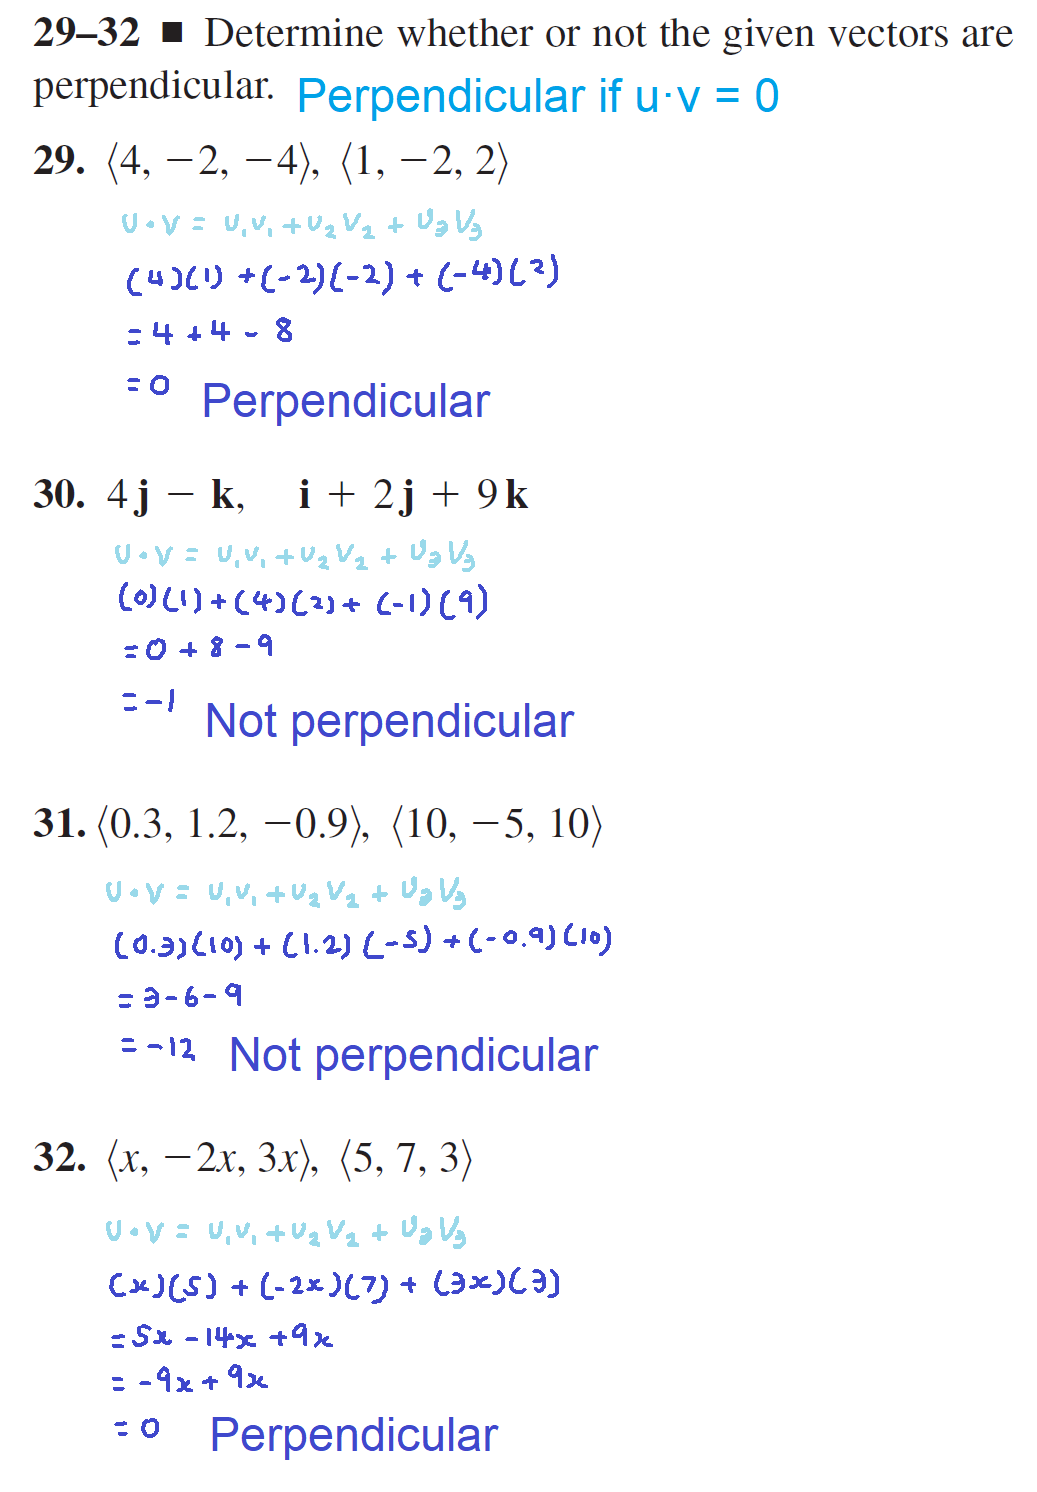 29–32 ■ Determine whether or not the given vectors are
perpendicular. Perpendicular if u·v = 0
29. ⟨4, −2, −4⟩, ⟨1, −2, 2⟩
u·v = u₁v₁ + u₂v₂ + u₃v₃
(4)(1) + (-2)(-2) + (-4)(2)
= 4 + 4 - 8
= 0 Perpendicular
30. 4j − k, i + 2j + 9k
u·v = u₁v₁ + u₂v₂ + u₃v₃
(0)(1) + (4)(2) + (-1)(9)
= 0 + 8 - 9
= -1 Not perpendicular
31. ⟨0.3, 1.2, −0.9⟩, ⟨10, −5, 10⟩
u·v = u₁v₁ + u₂v₂ + u₃v₃
(0.3)(10) + (1.2)(-5) + (-0.9)(10)
= 3 - 6 - 9
= -12 Not perpendicular
32. ⟨x, −2x, 3x⟩, ⟨5, 7, 3⟩
u·v = u₁v₁ + u₂v₂ + u₃v₃
(x)(5) + (-2x)(7) + (3x)(3)
= 5x - 14x + 9x
= -9x + 9x
= 0 Perpendicular